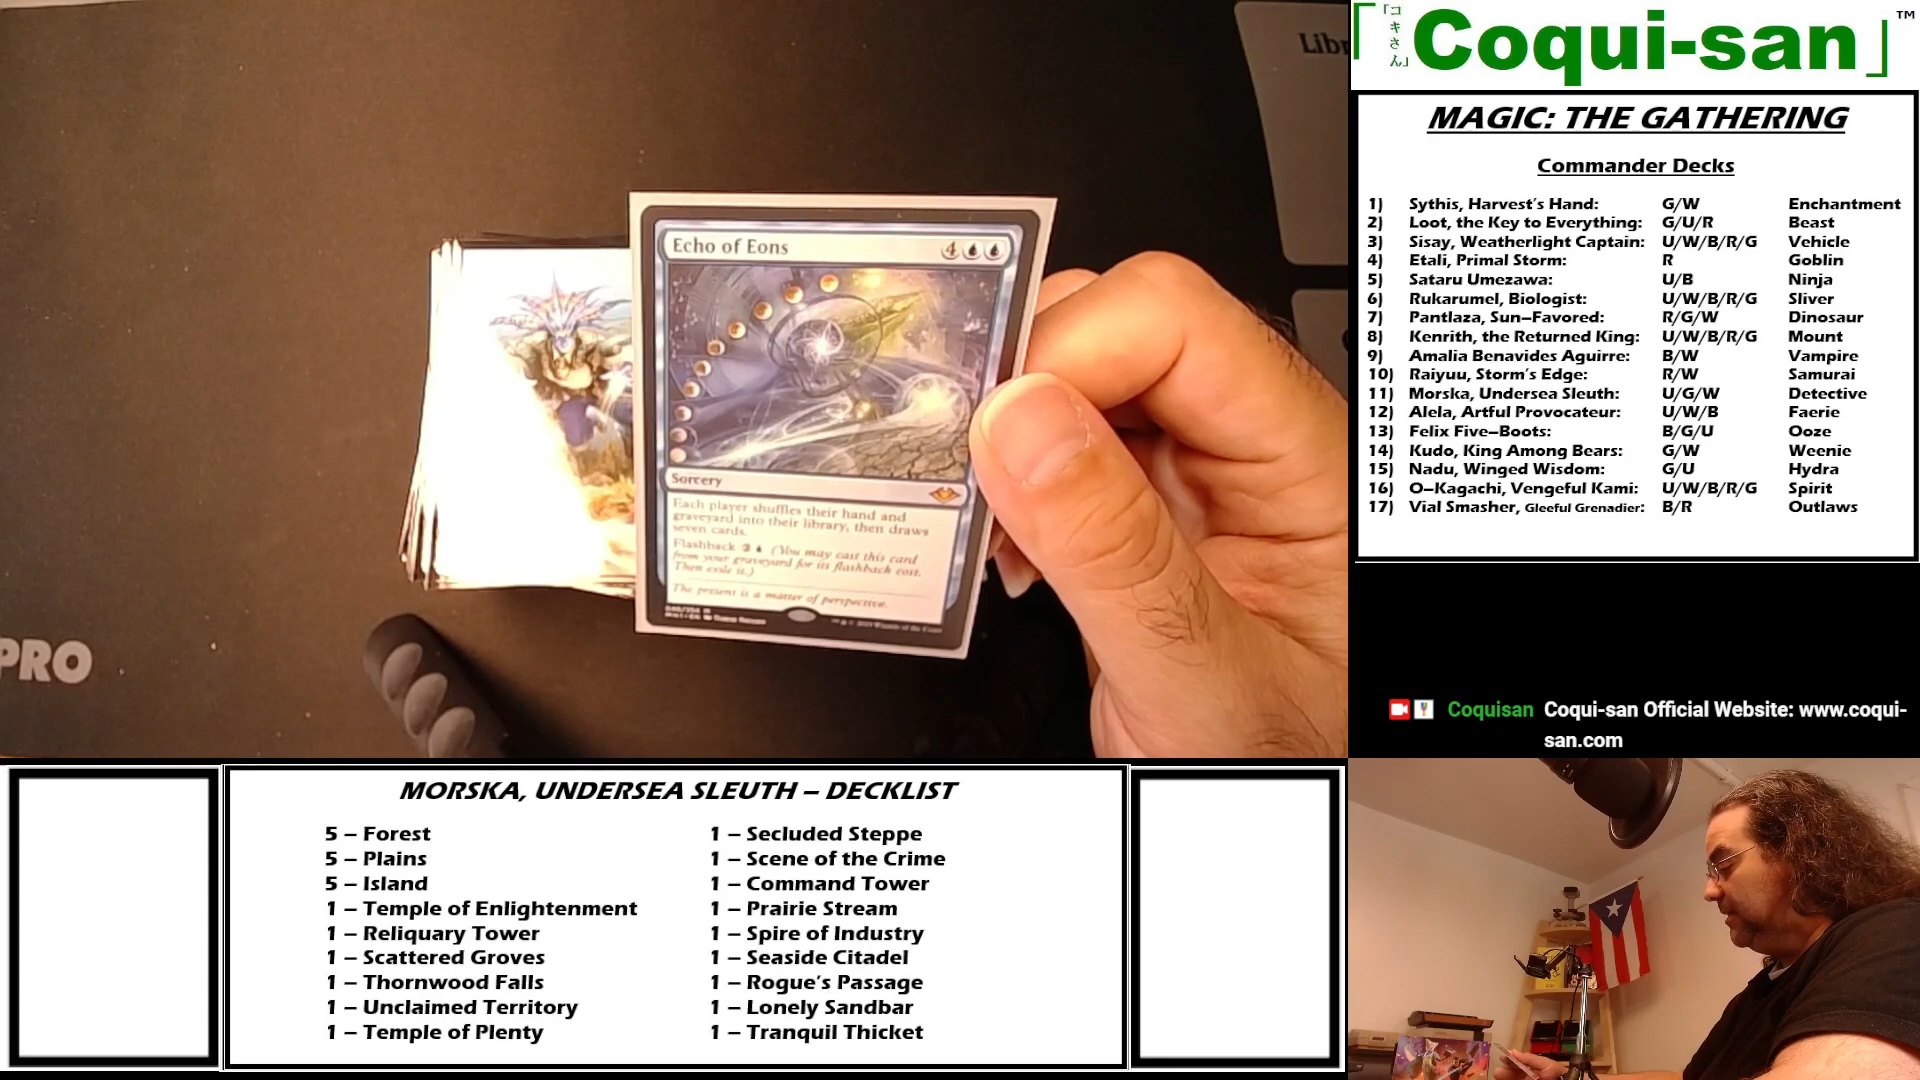 Libr
PRO
Echo of Eons
4
Sorcery
Each player shuffles their hand and
graveyard into their library, then draws
seven cards.
Flashback 2 (You may cast this card
from your graveyard for its flashback cost.
Then exile it.)
The present is a matter of perspective.
「コキさん」
「Coqui-san」™
MAGIC: THE GATHERING
Commander Decks
1) Sythis, Harvest's Hand: G/W Enchantment
2) Loot, the Key to Everything: G/U/R Beast
3) Sisay, Weatherlight Captain: U/W/B/R/G Vehicle
4) Etali, Primal Storm: R Goblin
5) Sataru Umezawa: U/B Ninja
6) Rukarumel, Biologist: U/W/B/R/G Sliver
7) Pantlaza, Sun–Favored: R/G/W Dinosaur
8) Kenrith, the Returned King: U/W/B/R/G Mount
9) Amalia Benavides Aguirre: B/W Vampire
10) Raiyuu, Storm's Edge: R/W Samurai
11) Morska, Undersea Sleuth: U/G/W Detective
12) Alela, Artful Provocateur: U/W/B Faerie
13) Felix Five–Boots: B/G/U Ooze
14) Kudo, King Among Bears: G/W Weenie
15) Nadu, Winged Wisdom: G/U Hydra
16) O–Kagachi, Vengeful Kami: U/W/B/R/G Spirit
17) Vial Smasher, Gleeful Grenadier: B/R Outlaws
Coquisan Coqui-san Official Website: www.coqui-
san.com
MORSKA, UNDERSEA SLEUTH – DECKLIST
5 – Forest
5 – Plains
5 – Island
1 – Temple of Enlightenment
1 – Reliquary Tower
1 – Scattered Groves
1 – Thornwood Falls
1 – Unclaimed Territory
1 – Temple of Plenty
1 – Secluded Steppe
1 – Scene of the Crime
1 – Command Tower
1 – Prairie Stream
1 – Spire of Industry
1 – Seaside Citadel
1 – Rogue's Passage
1 – Lonely Sandbar
1 – Tranquil Thicket